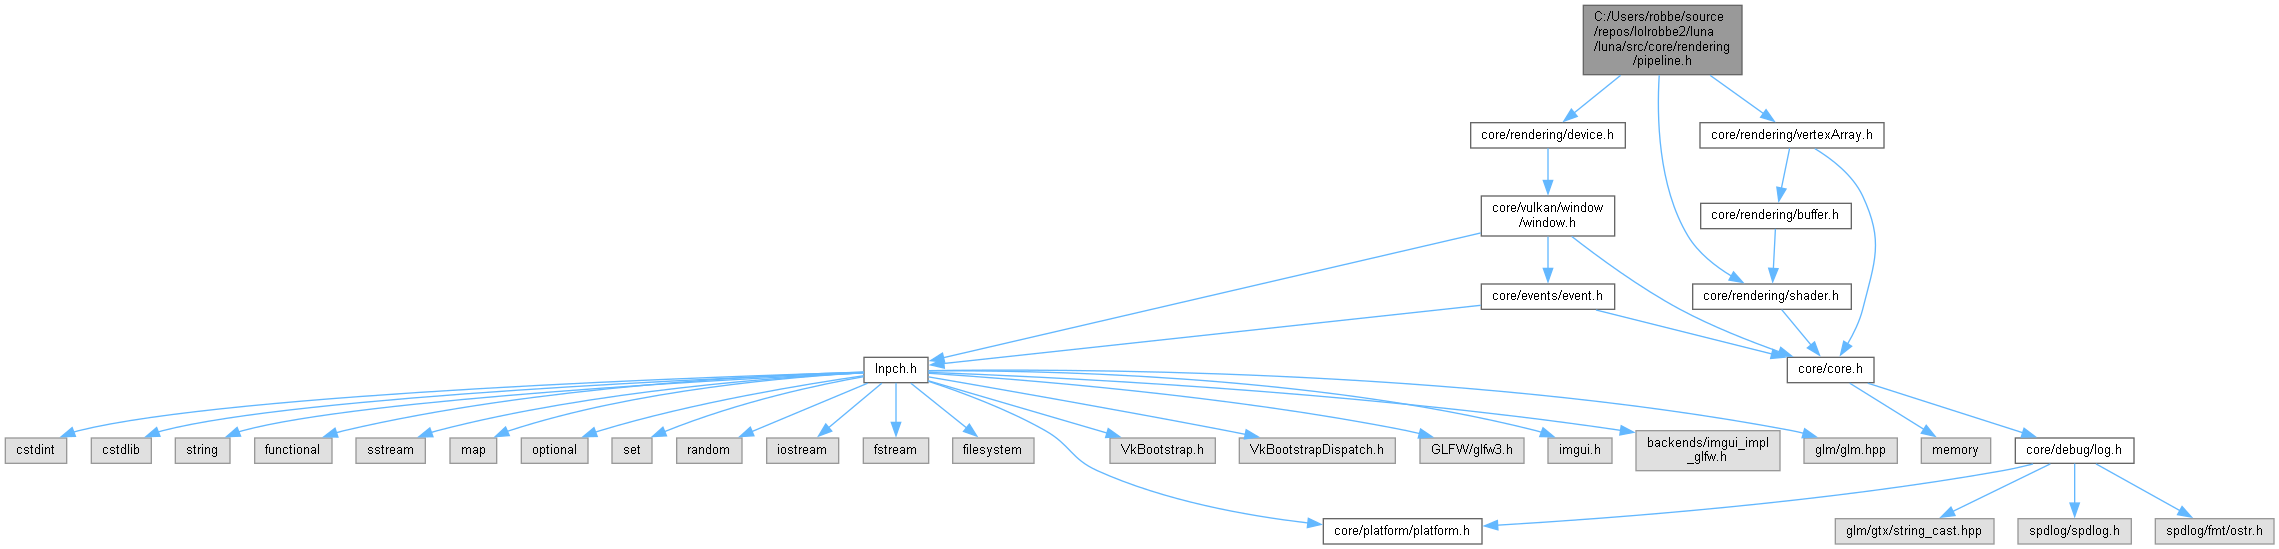 C:/Users/robbe/source
/repos/lolrobbe2/luna
/luna/src/core/rendering
/pipeline.h
core/rendering/device.h
core/rendering/vertexArray.h
core/vulkan/window
/window.h
core/rendering/buffer.h
core/events/event.h
core/rendering/shader.h
lnpch.h
core/core.h
cstdint
cstdlib
string
functional
sstream
map
optional
set
random
iostream
fstream
filesystem
VkBootstrap.h
VkBootstrapDispatch.h
GLFW/glfw3.h
imgui.h
backends/imgui_impl
_glfw.h
glm/glm.hpp
memory
core/debug/log.h
core/platform/platform.h
glm/gtx/string_cast.hpp
spdlog/spdlog.h
spdlog/fmt/ostr.h